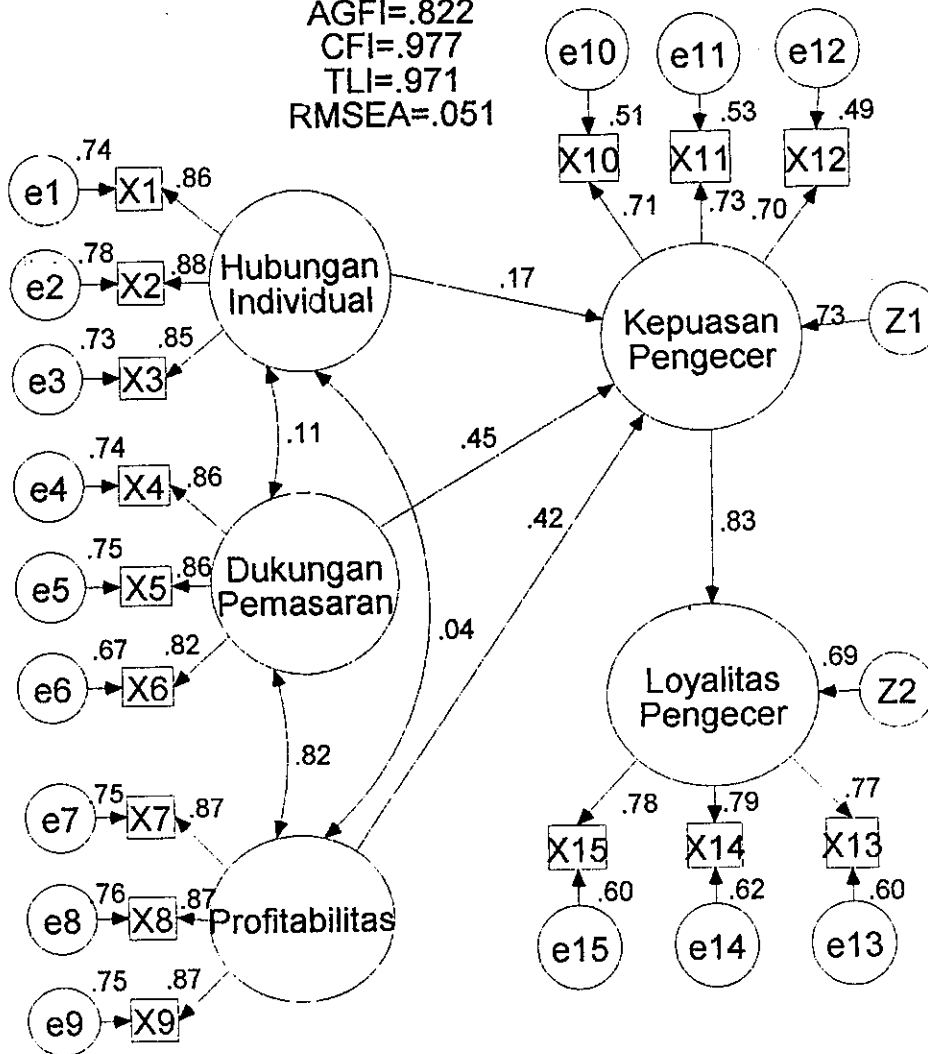 AGFI=.822
CFI=.977
TLI=.971
RMSEA=.051
e10
e11
e12
.51
.53
.49
X10
X11
X12
.71
.73
.70
.74
e1
X1
.86
.78
e2
X2
.88
.73
e3
X3
.85
Hubungan
Individual
.17
Kepuasan
Pengecer
.73
Z1
.11
.45
.74
e4
X4
.86
.75
e5
X5
.86
.67
e6
X6
.82
Dukungan
Pemasaran
.42
.83
.04
.82
Loyalitas
Pengecer
.69
Z2
.75
e7
X7
.87
.76
e8
X8
.87
.75
e9
X9
.87
Profitabilitas
.78
.79
.77
X15
X14
X13
.60
.62
.60
e15
e14
e13